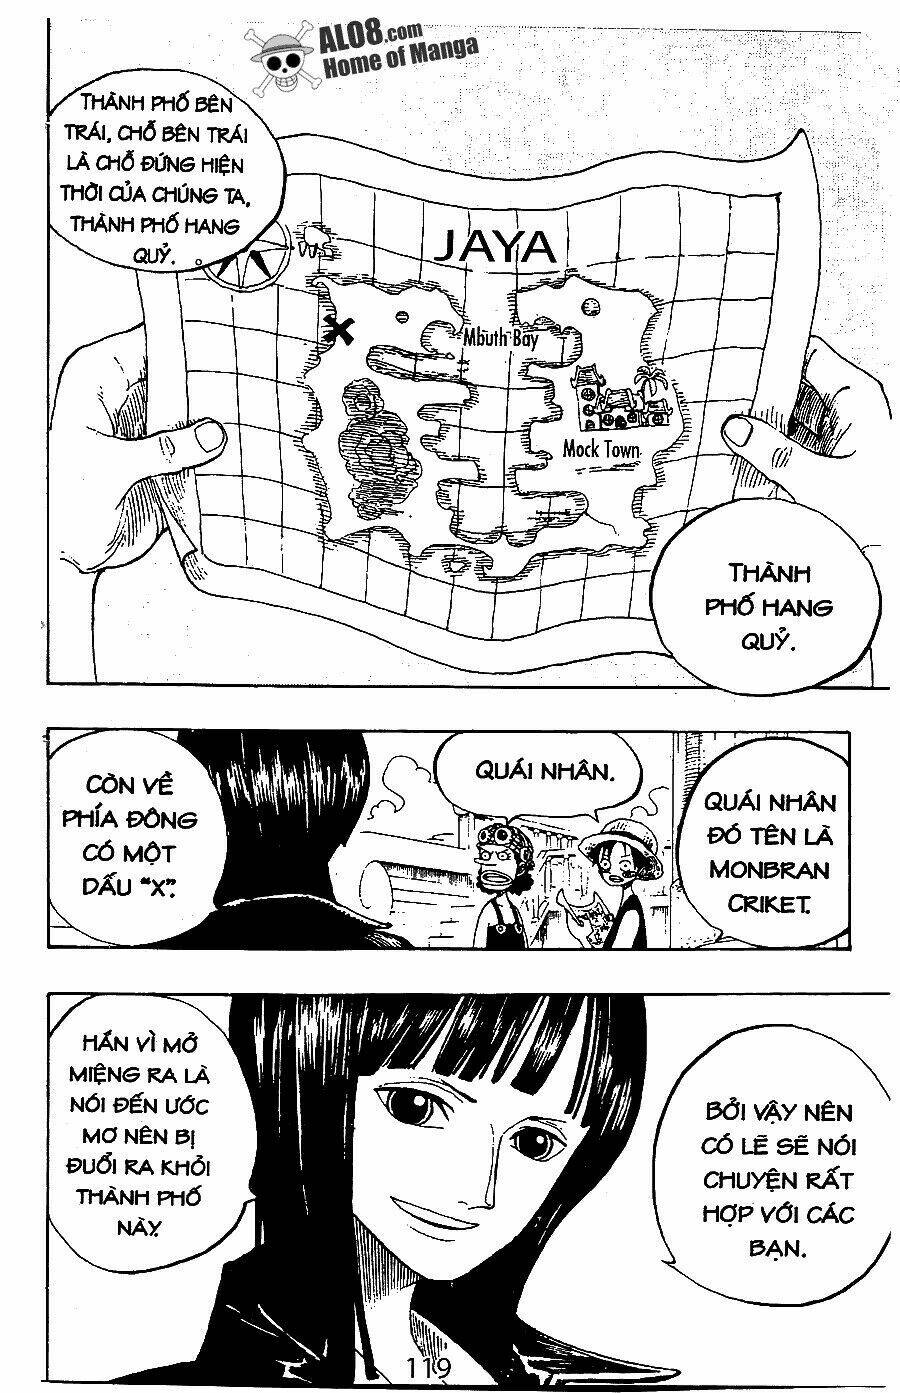 ALO8.com
Home of Manga
THÀNH PHỐ BÊN
TRÁI, CHỖ BÊN TRÁI
LÀ CHỖ ĐỨNG HIỆN
THỜI CỦA CHÚNG TA,
THÀNH PHỐ HANG
QUỶ.
JAYA
Mbuth Bay
Mock Town
THÀNH
PHỐ HANG
QUỶ.
CÒN VỀ
PHÍA ĐÔNG
CÓ MỘT
DẤU "X".
QUÁI NHÂN.
QUÁI NHÂN
ĐÓ TÊN LÀ
MONBRAN
CRIKET.
HẮN VÌ MỞ
MIỆNG RA LÀ
NÓI ĐẾN ƯỚC
MƠ NÊN BỊ
ĐUỔI RA KHỎI
THÀNH PHỐ
NÀY.
BỞI VẬY NÊN
CÓ LẼ SẼ NÓI
CHUYỆN RẤT
HỢP VỚI CÁC
BẠN.
119